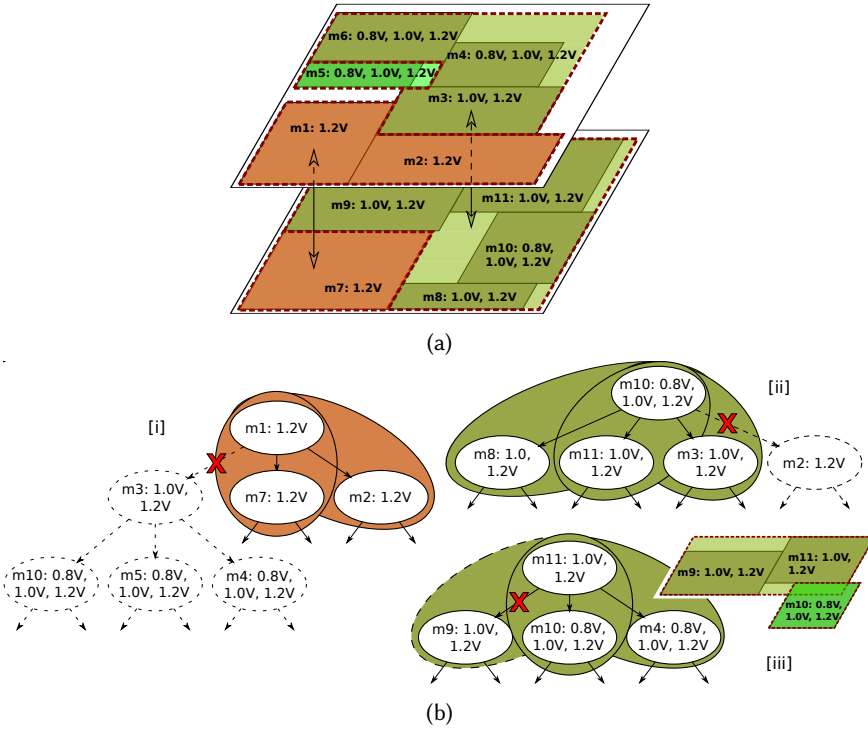 m6: 0.8V, 1.0V, 1.2V
m4: 0.8V, 1.0V, 1.2V
m5: 0.8V, 1.0V, 1.2V
m3: 1.0V, 1.2V
m1: 1.2V
m2: 1.2V
m11: 1.0V, 1.2V
m9: 1.0V, 1.2V
m10: 0.8V,
1.0V, 1.2V
m7: 1.2V
m8: 1.0V, 1.2V
(a)
[i]
m1: 1.2V
X
m3: 1.0V,
1.2V
m7: 1.2V
m2: 1.2V
m10: 0.8V,
1.0V, 1.2V
m5: 0.8V,
1.0V, 1.2V
m4: 0.8V,
1.0V, 1.2V
[ii]
m10: 0.8V,
1.0V, 1.2V
X
m8: 1.0,
1.2V
m11: 1.0V,
1.2V
m3: 1.0V,
1.2V
m2: 1.2V
m11: 1.0V,
1.2V
X
m9: 1.0V,
1.2V
m10: 0.8V,
1.0V, 1.2V
m4: 0.8V,
1.0V, 1.2V
m9: 1.0V, 1.2V
m11: 1.0V,
1.2V
m10: 0.8V,
1.0V, 1.2V
[iii]
(b)